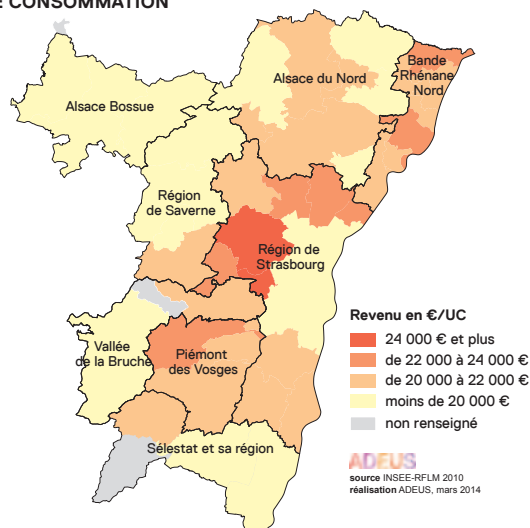 E CONSOMMATION
Alsace du Nord
Bande
Rhénane
Nord
Alsace Bossue
Région
de Saverne
Région de
Strasbourg
Vallée
de la Bruche
Piémont
des Vosges
Sélestat et sa région
Revenu en €/UC
24 000 € et plus
de 22 000 à 24 000 €
de 20 000 à 22 000 €
moins de 20 000 €
non renseigné
ADEUS
source INSEE-RFLM 2010
réalisation ADEUS, mars 2014